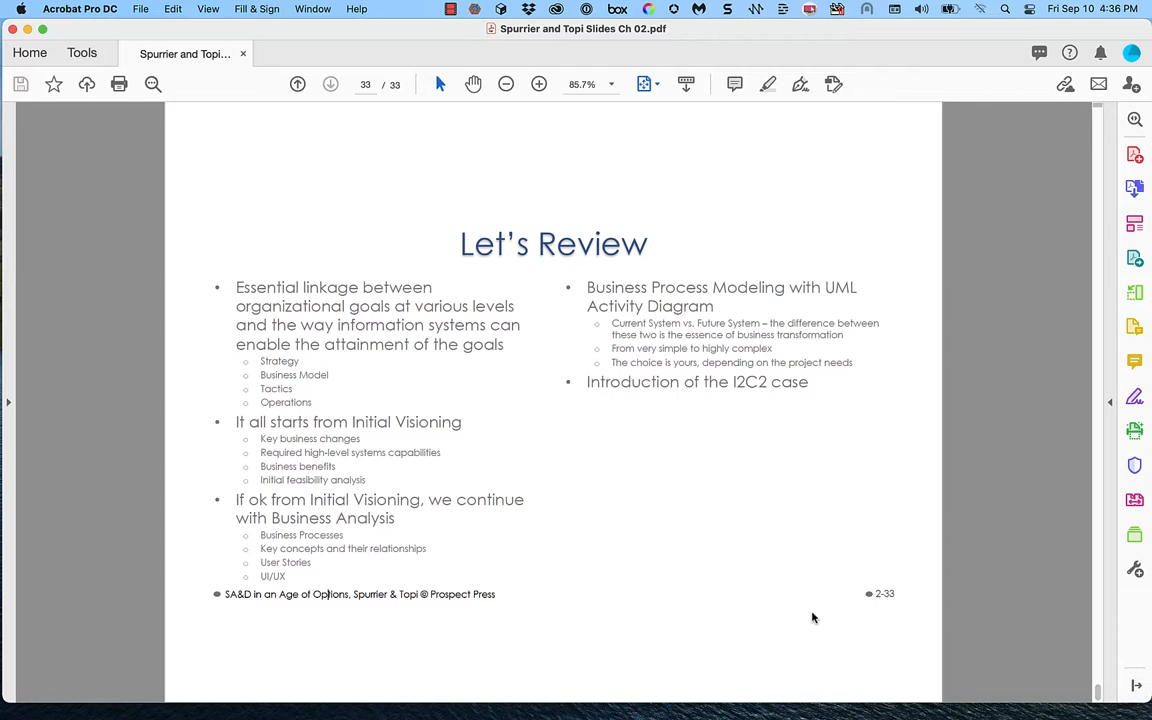 Acrobat Pro DC File Edit View Fill & Sign Window Help box Fri Sep 10 4:36 PM
Spurrier and Topi Slides Ch 02.pdf
Home Tools Spurrier and Topi... ×
33 / 33 85.7%
Let's Review
• Essential linkage between
organizational goals at various levels
and the way information systems can
enable the attainment of the goals
o Strategy
o Business Model
o Tactics
o Operations
• It all starts from Initial Visioning
o Key business changes
o Required high-level systems capabilities
o Business benefits
o Initial feasibility analysis
• If ok from Initial Visioning, we continue
with Business Analysis
o Business Processes
o Key concepts and their relationships
o User Stories
o UI/UX
• Business Process Modeling with UML
Activity Diagram
o Current System vs. Future System – the difference between
these two is the essence of business transformation
o From very simple to highly complex
o The choice is yours, depending on the project needs
• Introduction of the I2C2 case
SA&D in an Age of Options, Spurrier & Topi © Prospect Press
2-33